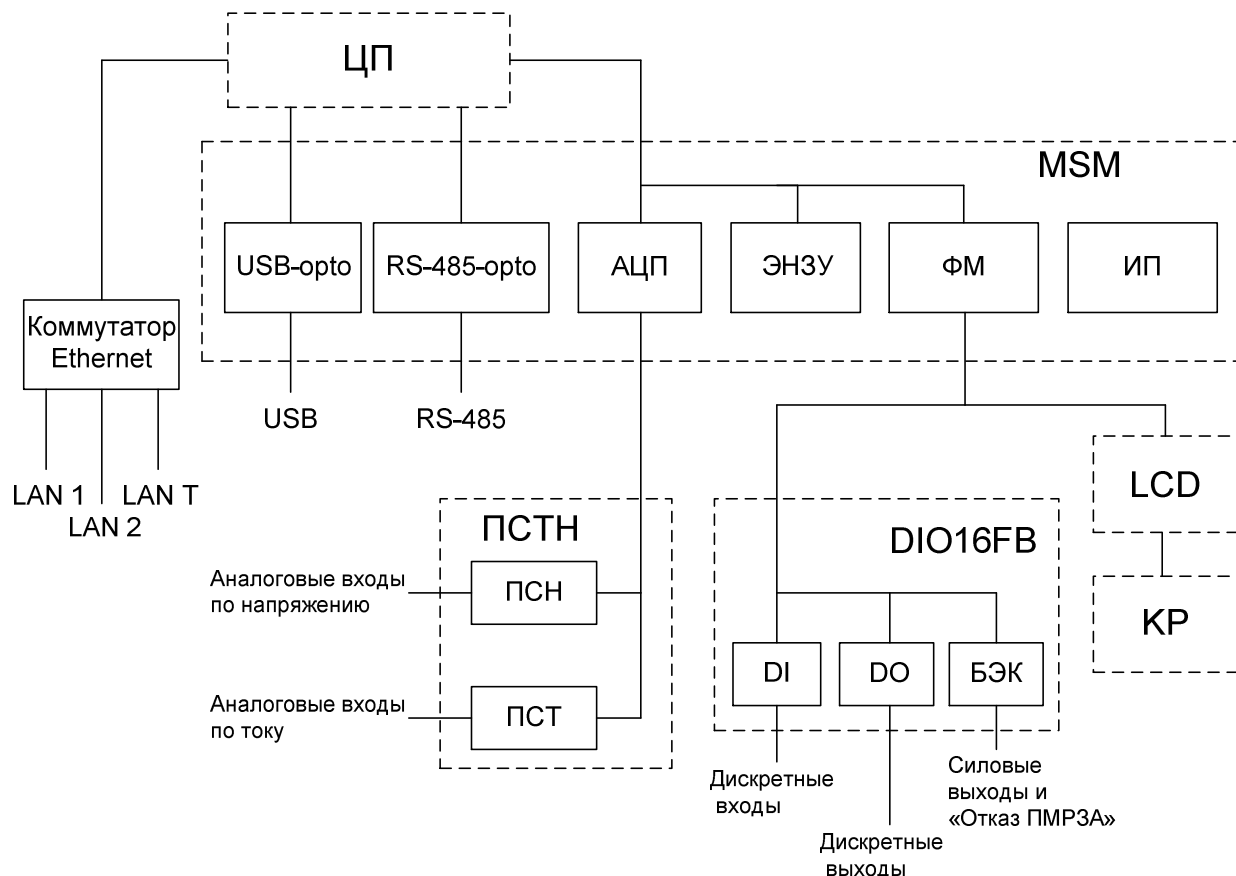 ЦП
MSM
USB-opto
RS-485-opto
АЦП
ЭНЗУ
ФМ
ИП
Коммутатор
Ethernet
USB
RS-485
LAN 1
LAN T
LAN 2
LCD
ПСТН
DIO16FB
Аналоговые входы
по напряжению
ПСН
KP
DI
DO
БЭК
Аналоговые входы
по току
ПСТ
Дискретные
входы
Силовые
выходы и
«Отказ ПМРЗА»
Дискретные
выходы